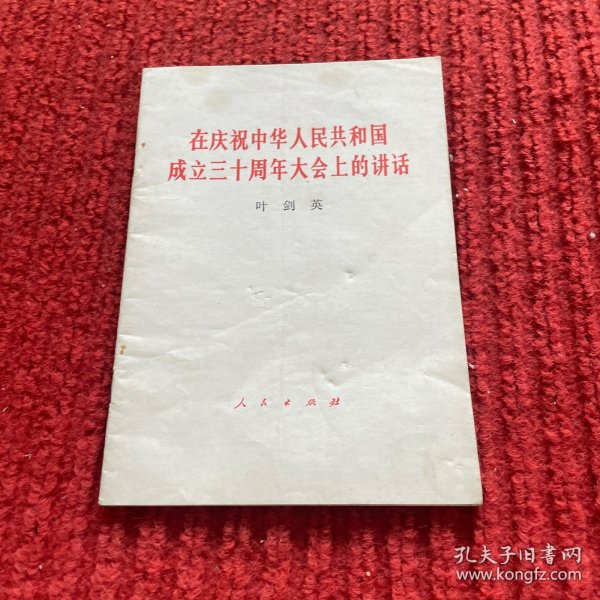 在庆祝中华人民共和国
成立三十周年大会上的讲话
叶剑英
人民出版社
孔夫子旧书网
www.kongfz.com